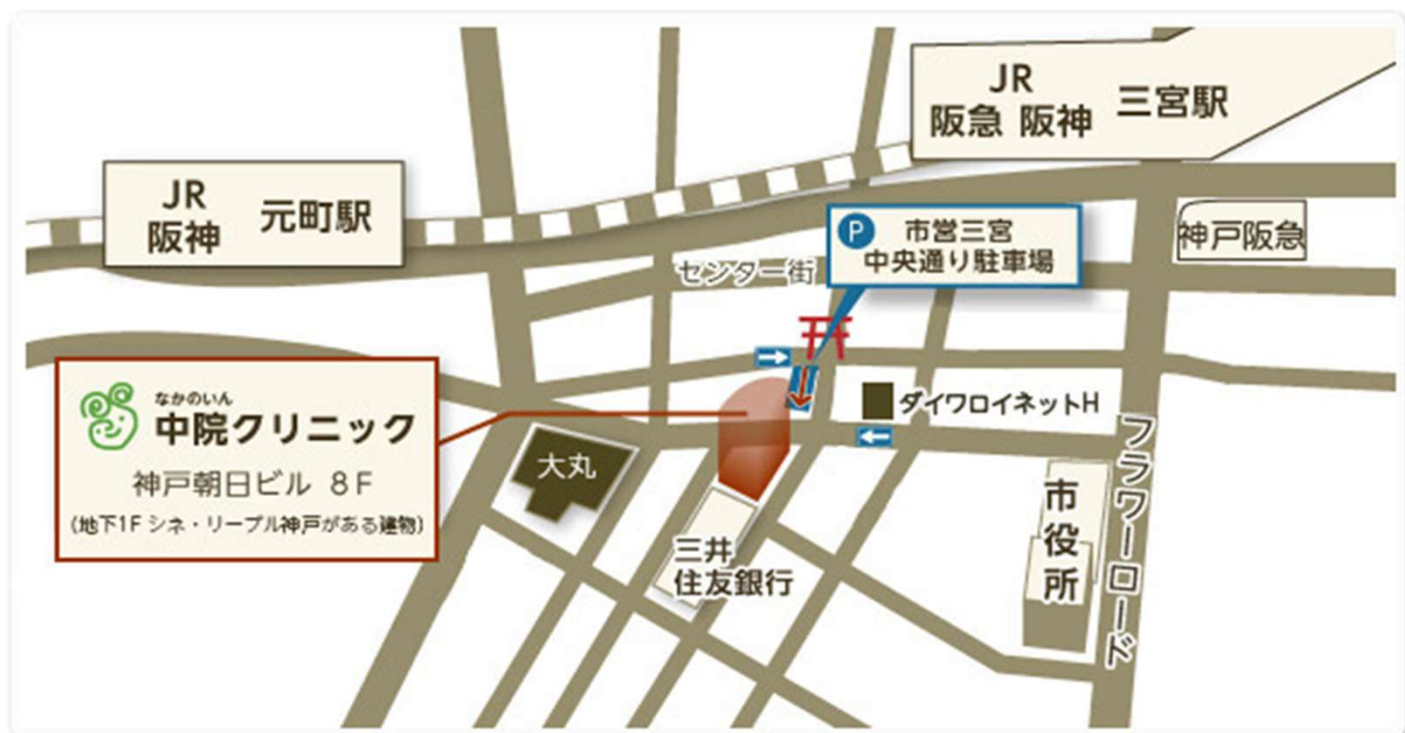 JR
阪急 阪神 三宮駅
JR
阪神 元町駅
P 市営三宮
中央通り駐車場
神戸阪急
センター街
なかのいん
中院クリニック
神戸朝日ビル 8F
(地下1F シネ・リーブル神戸がある建物)
ダイワロイネットH
大丸
三井
住友銀行
市役所
フラワーロード